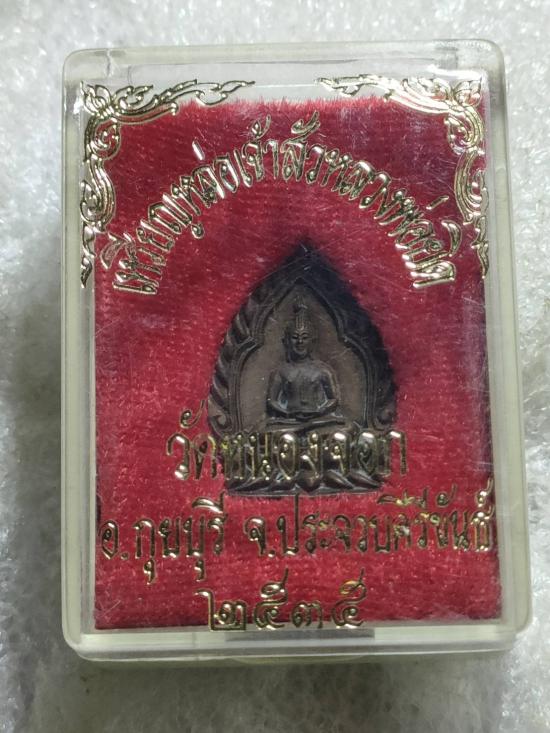 เหรียญหล่อเจ้าสัวหลวงพ่อยิด
วัดหนองจอก
อ.กุยบุรี จ.ประจวบคีรีขันธ์
๒๕๓๕